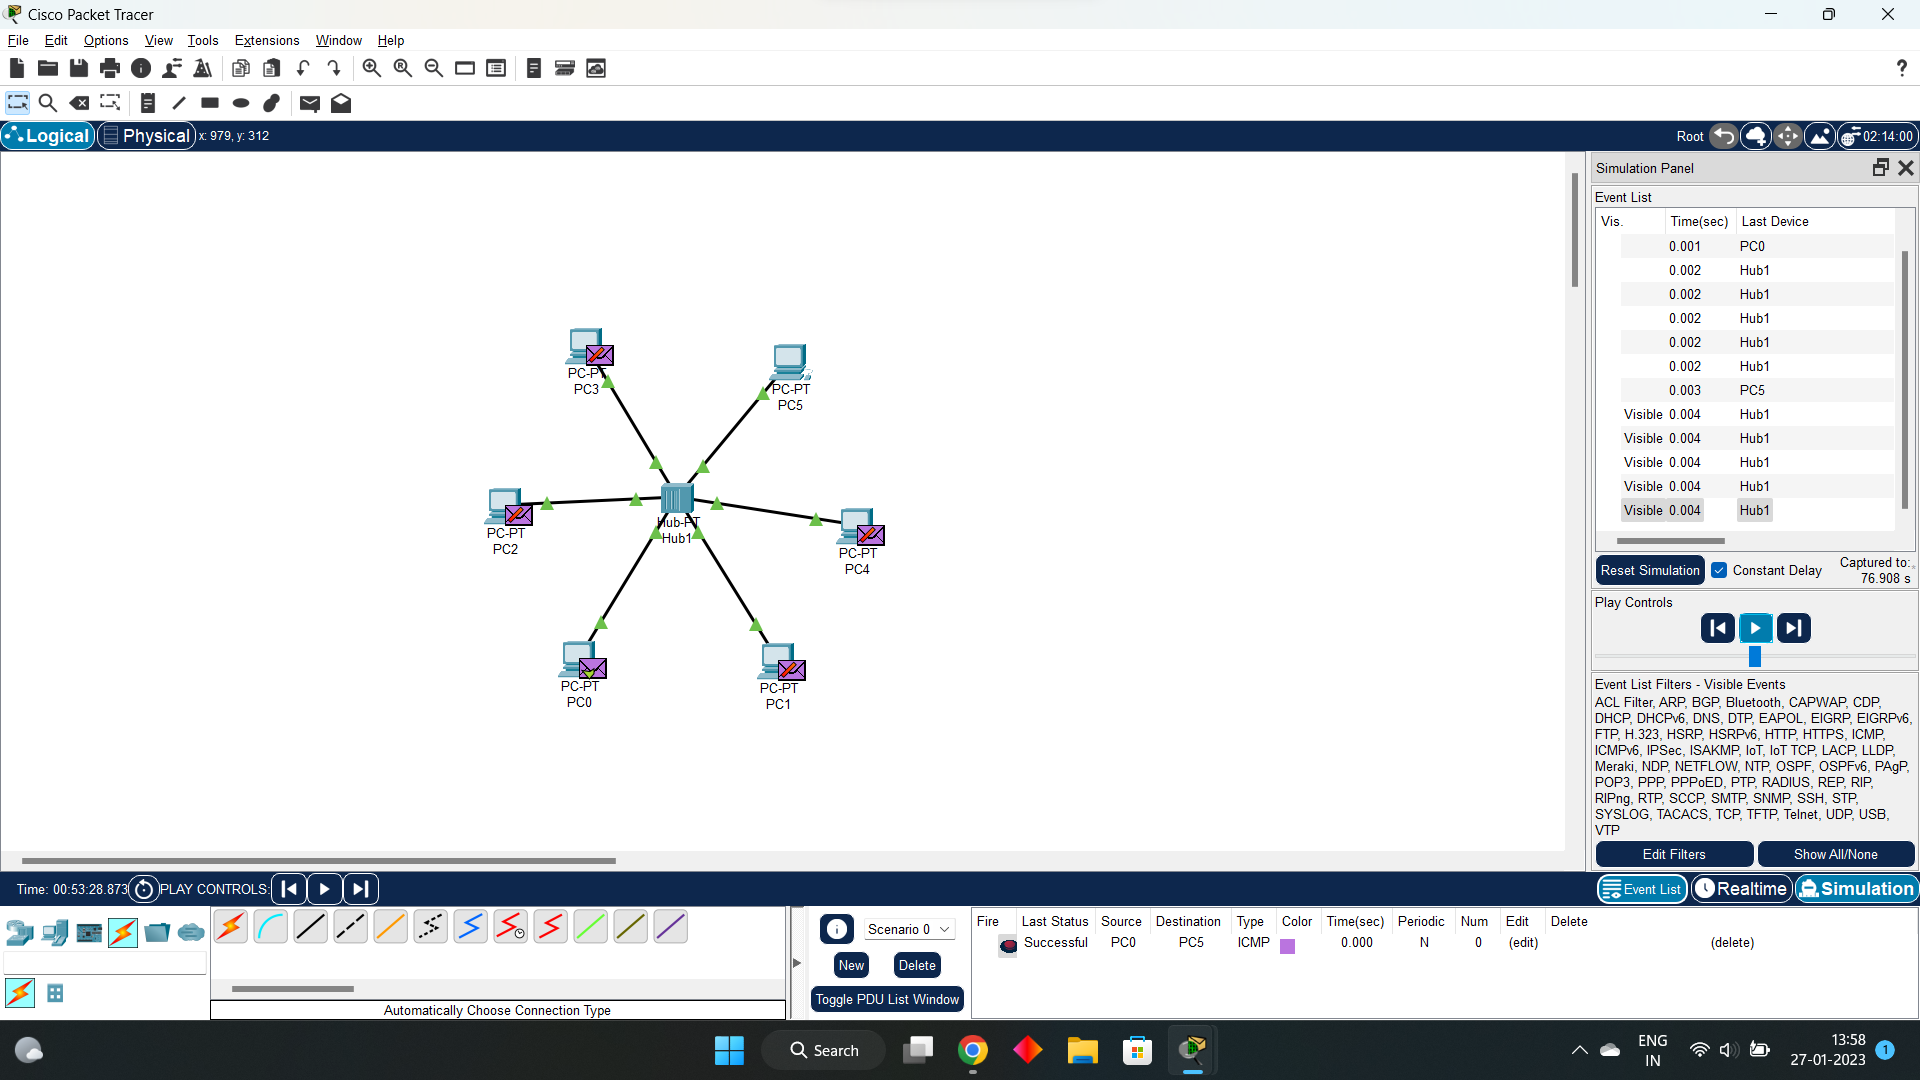 Cisco Packet Tracer
File Edit Options View Tools Extensions Window Help
?
Logical Physical x: 979, y: 312 Root 02:14:00
Simulation Panel
Event List
Vis. Time(sec) Last Device
0.001 PC0
0.002 Hub1
0.002 Hub1
0.002 Hub1
0.002 Hub1
0.002 Hub1
0.003 PC5
Visible 0.004 Hub1
Visible 0.004 Hub1
Visible 0.004 Hub1
Visible 0.004 Hub1
Visible 0.004 Hub1
Reset Simulation Constant Delay Captured to:
76.908 s
Play Controls
Event List Filters - Visible Events
ACL Filter, ARP, BGP, Bluetooth, CAPWAP, CDP,
DHCP, DHCPv6, DNS, DTP, EAPOL, EIGRP, EIGRPv6,
FTP, H.323, HSRP, HSRPv6, HTTP, HTTPS, ICMP,
ICMPv6, IPSec, ISAKMP, IoT, IoT TCP, LACP, LLDP,
Meraki, NDP, NETFLOW, NTP, OSPF, OSPFv6, PAgP,
POP3, PPP, PPPoED, PTP, RADIUS, REP, RIP,
RIPng, RTP, SCCP, SMTP, SNMP, SSH, STP,
SYSLOG, TACACS, TCP, TFTP, Telnet, UDP, USB,
VTP
Edit Filters Show All/None
PC-PT
PC3
PC-PT
PC5
PC-PT
PC2
Hub-PT
Hub1
PC-PT
PC4
PC-PT
PC0
PC-PT
PC1
Time: 00:53:28.873 PLAY CONTROLS:
Event List Realtime Simulation
Scenario 0
New Delete
Toggle PDU List Window
Automatically Choose Connection Type
Fire Last Status Source Destination Type Color Time(sec) Periodic Num Edit Delete
Successful PC0 PC5 ICMP 0.000 N 0 (edit) (delete)
Search
ENG
IN
13:58
27-01-2023
1